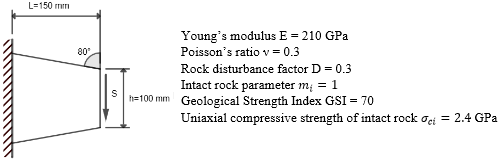 L=150 mm
80°
S
h=100 mm
Young's modulus E = 210 GPa
Poisson's ratio ν = 0.3
Rock disturbance factor D = 0.3
Intact rock parameter mᵢ = 1
Geological Strength Index GSI = 70
Uniaxial compressive strength of intact rock σ_ci = 2.4 GPa